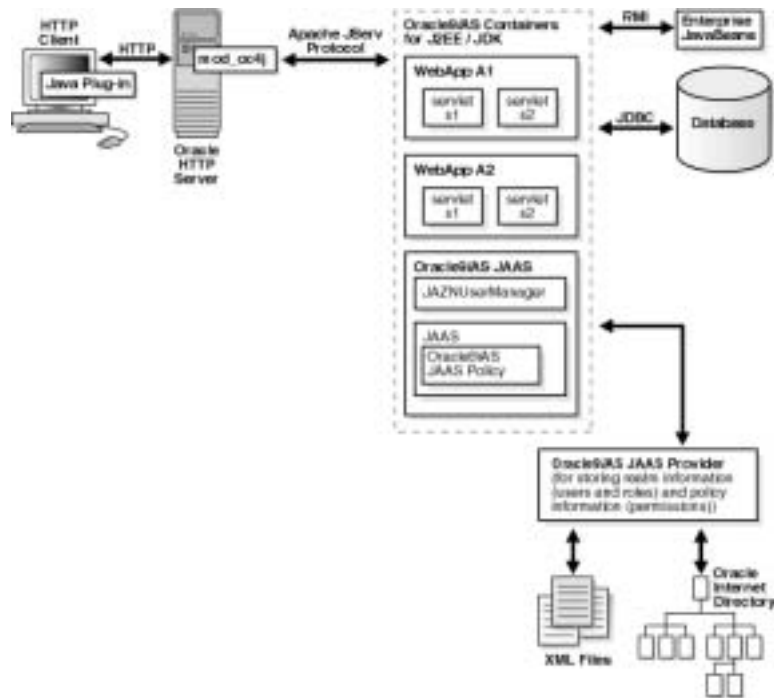 HTTP
Client
HTTP
Java Plug-in
mod_oc4j
Oracle
HTTP
Server
Apache JServ
Protocol
Oracle9iAS Containers
for J2EE / JDK
WebApp A1
servlet
s1
servlet
s2
WebApp A2
servlet
s1
servlet
s2
Oracle9iAS JAAS
JAZNUserManager
JAAS
Oracle9iAS
JAAS Policy
RMI
Enterprise
JavaBeans
JDBC
Database
Oracle9iAS JAAS Provider
(for storing realm information
(users and roles) and policy
information (permissions))
XML Files
Oracle
Internet
Directory